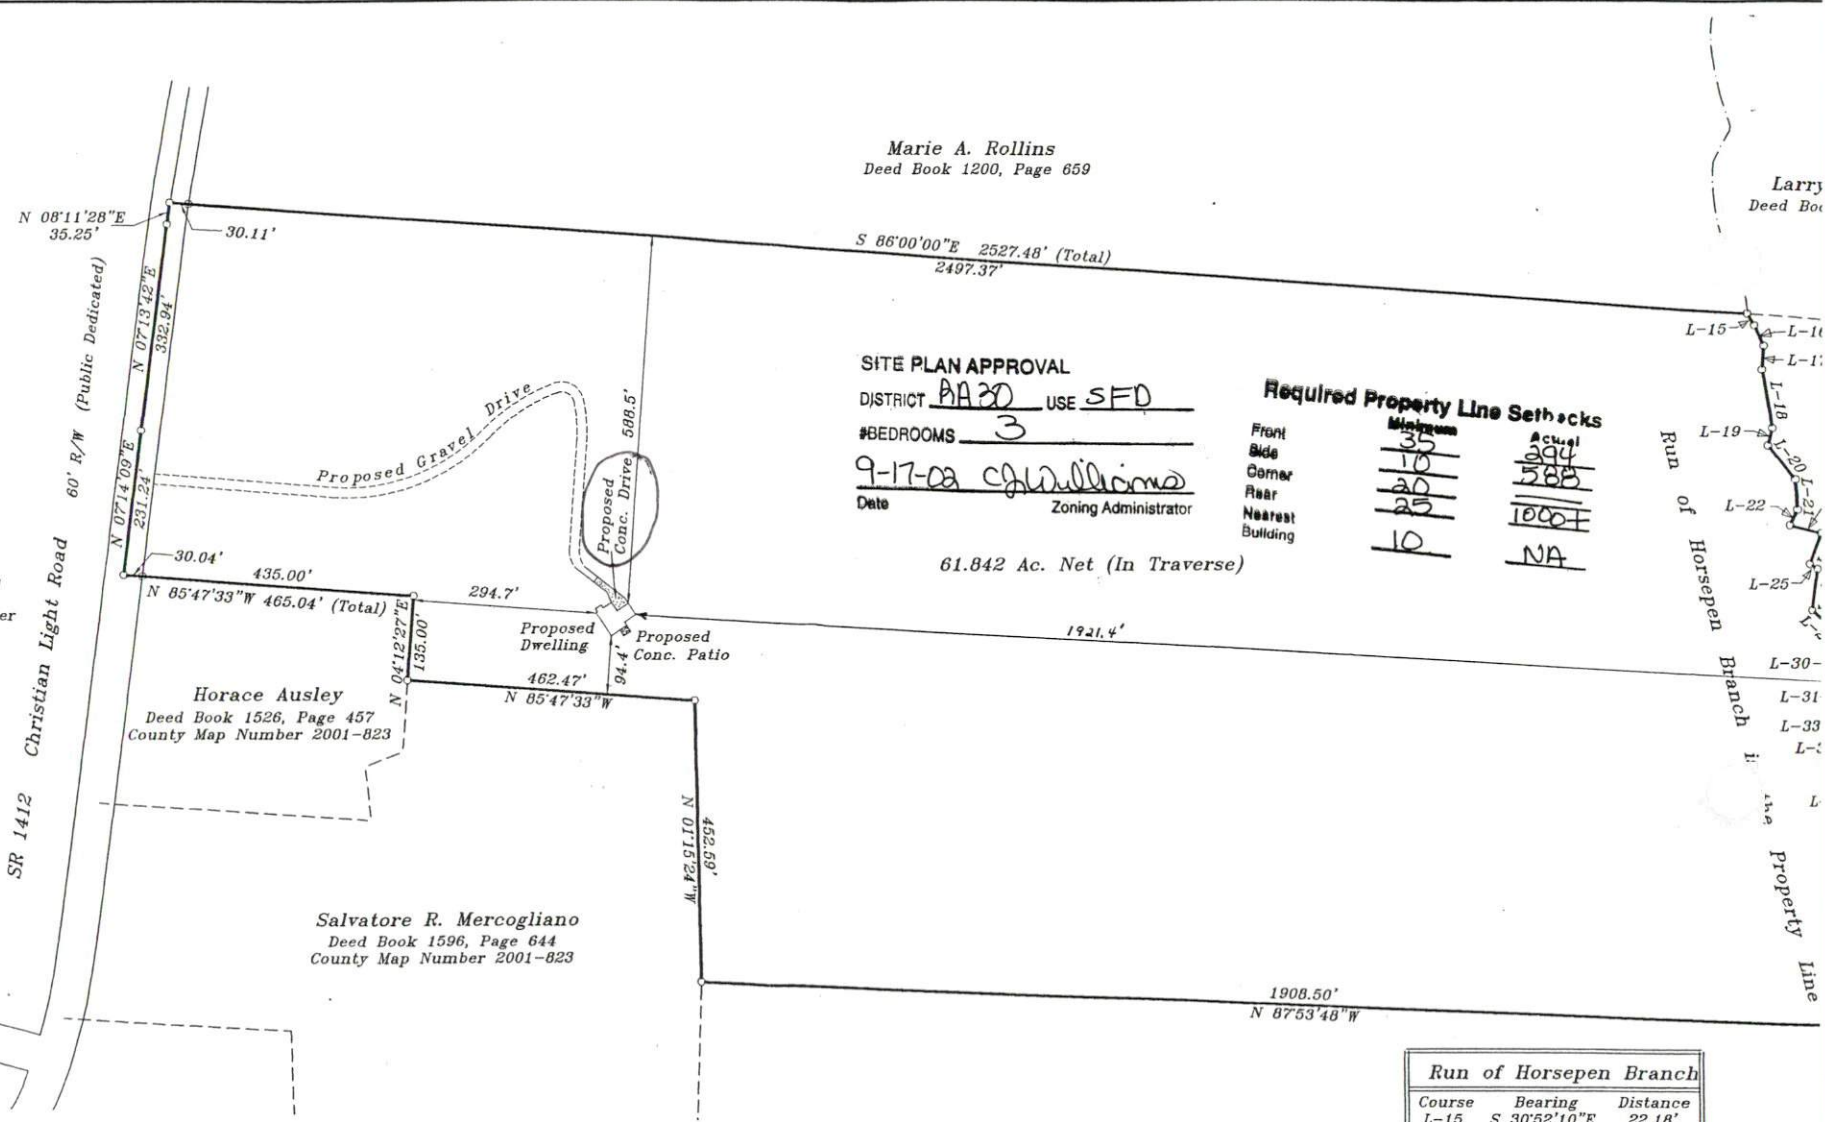 Marie A. Rollins
Deed Book 1200, Page 659
Larry
N 08°11'28"E
35.25'
30.11'
S 86°00'00"E 2527.48' (Total)
2497.37'
N 07°13'42"E
332.94'
60' R/W (Public Dedicated)
N 07°14'09"E
231.24'
SR 1412 Christian Light Road
Proposed Gravel Drive
588.5'
Proposed
Conc. Drive
SITE PLAN APPROVAL
DISTRICT RA30 USE SFD
#BEDROOMS 3
9-17-02 CJWilliams
Date Zoning Administrator
Required Property Line Setbacks
Minimum Actual
Front 35 294
Side 10 588
Corner 20
Rear 25 1000+
Nearest
Building 10 NA
61.842 Ac. Net (In Traverse)
L-15
L-18
L-19
L-20
L-21
L-22
L-25
L-30
L-31
L-33
Run of Horsepen Branch is the Property Line
30.04'
435.00'
N 85°47'33"W 465.04' (Total)
294.7'
N 04°12'27"E
135.00'
Proposed
Dwelling
Proposed
Conc. Patio
1921.4'
94.4'
462.47'
N 85°47'33"W
Horace Ausley
Deed Book 1526, Page 457
County Map Number 2001-823
452.59'
N 01°15'24"W
Salvatore R. Mercogliano
Deed Book 1596, Page 644
County Map Number 2001-823
1908.50'
N 87°53'48"W
Run of Horsepen Branch
Course Bearing Distance
L-15 S 30°52'10"E 22.18'